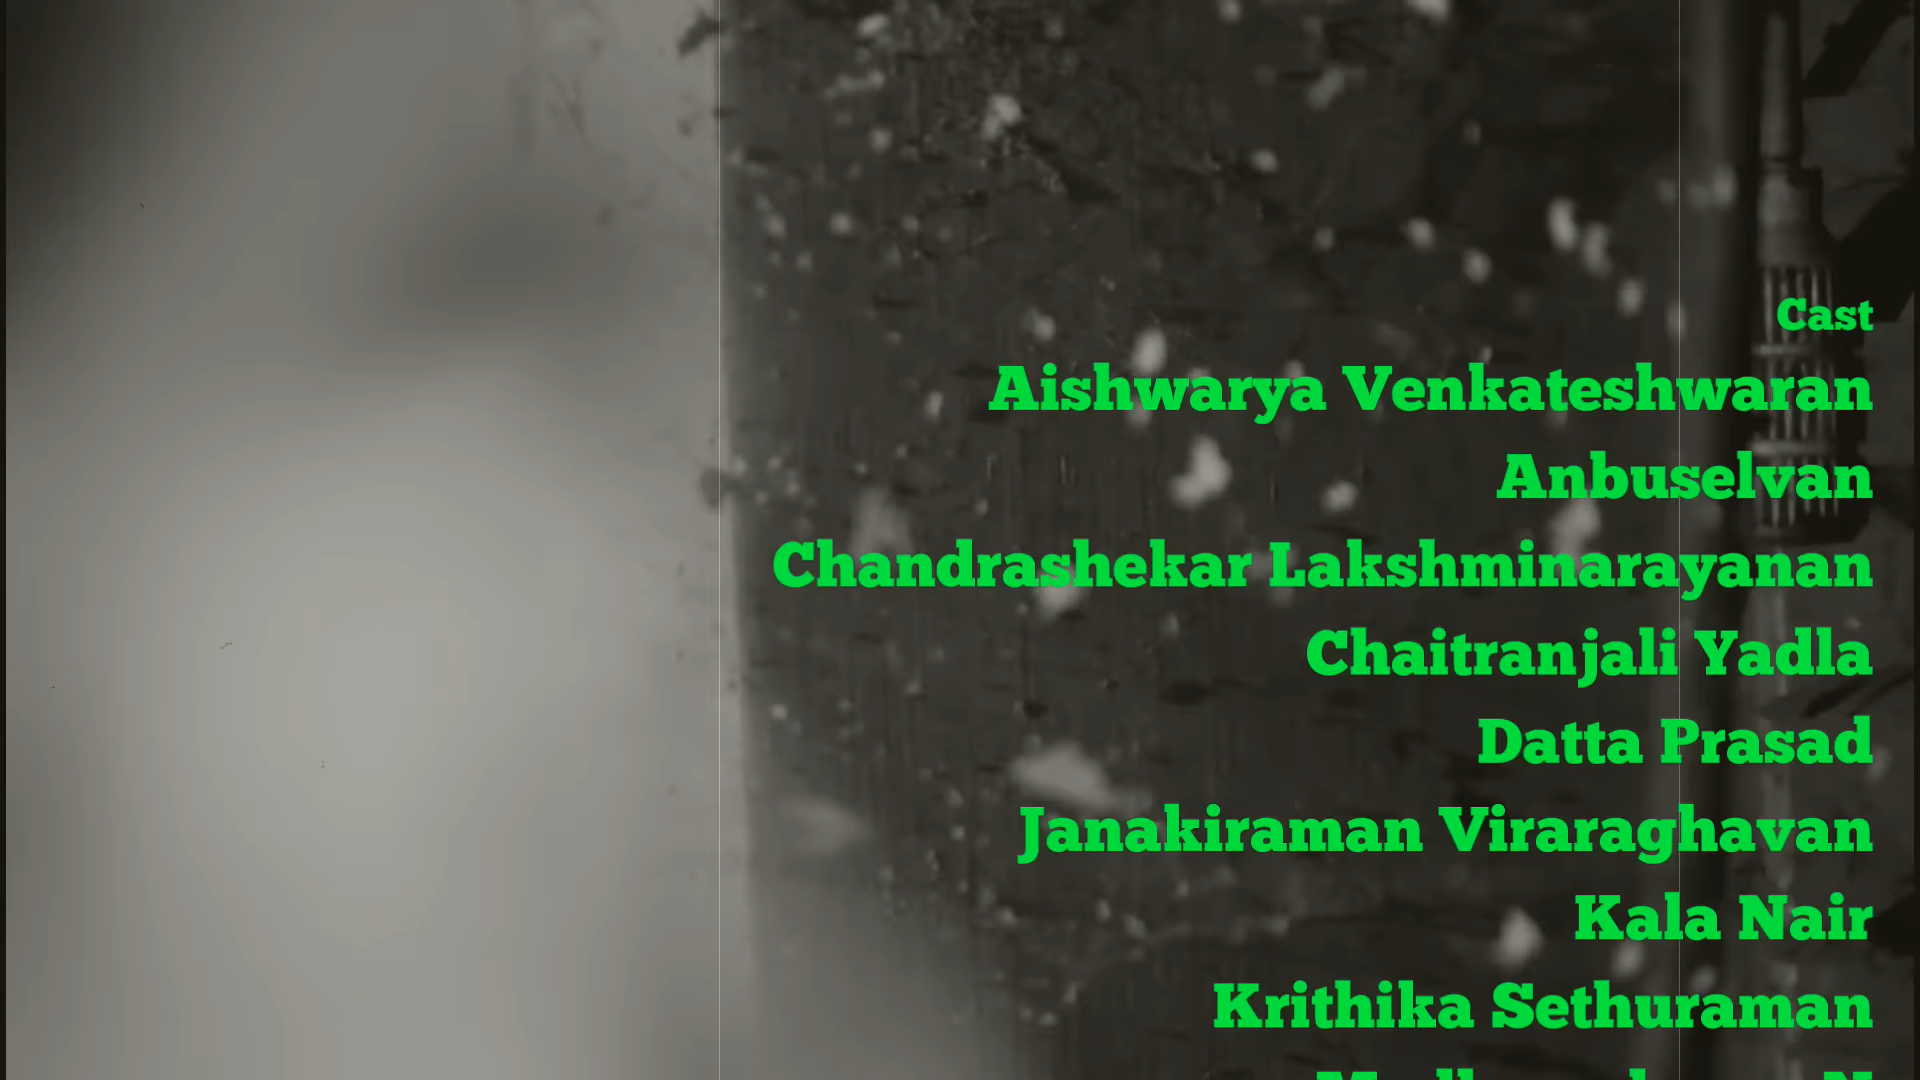 Cast
Aishwarya Venkateshwaran
Anbuselvan
Chandrashekar Lakshminarayanan
Chaitranjali Yadla
Datta Prasad
Janakiraman Viraraghavan
Kala Nair
Krithika Sethuraman